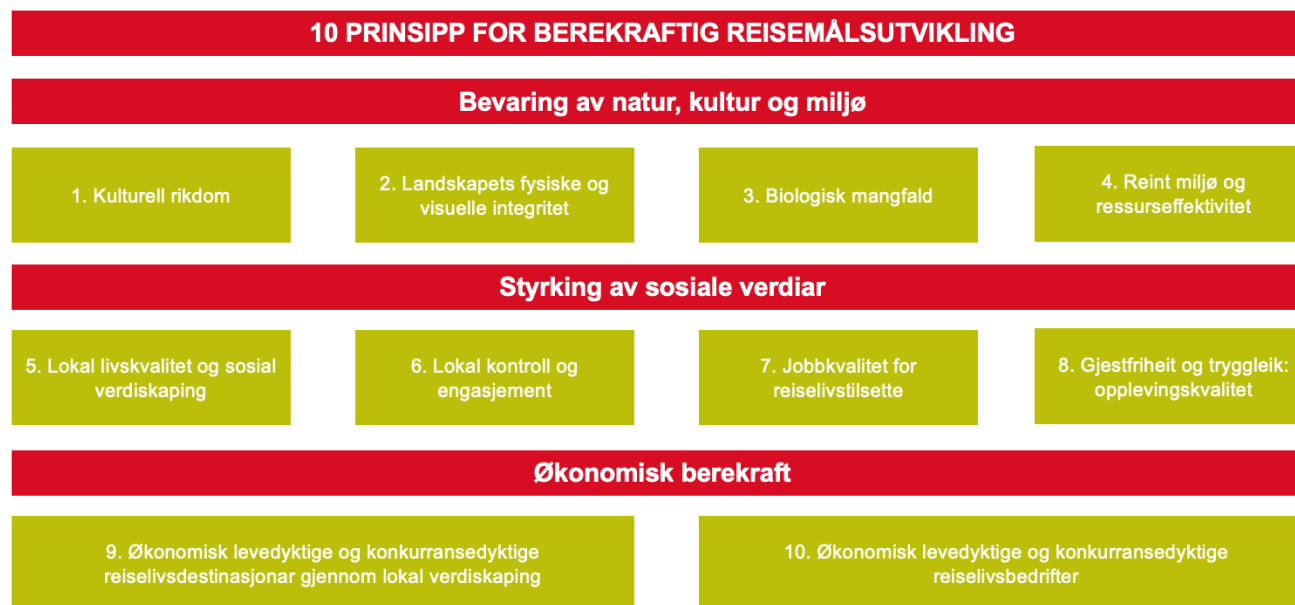 10 PRINSIPP FOR BEREKRAFTIG REISEMÅLSUTVIKLING
Bevaring av natur, kultur og miljø
1. Kulturell rikdom
2. Landskapets fysiske og
visuelle integritet
3. Biologisk mangfald
4. Reint miljø og
ressurseffektivitet
Styrking av sosiale verdiar
5. Lokal livskvalitet og sosial
verdiskaping
6. Lokal kontroll og
engasjement
7. Jobbkvalitet for
reiselivstilsette
8. Gjestfriheit og tryggleik:
opplevingskvalitet
Økonomisk berekraft
9. Økonomisk levedyktige og konkurransedyktige
reiselivsdestinasjonar gjennom lokal verdiskaping
10. Økonomisk levedyktige og konkurransedyktige
reiselivsbedrifter